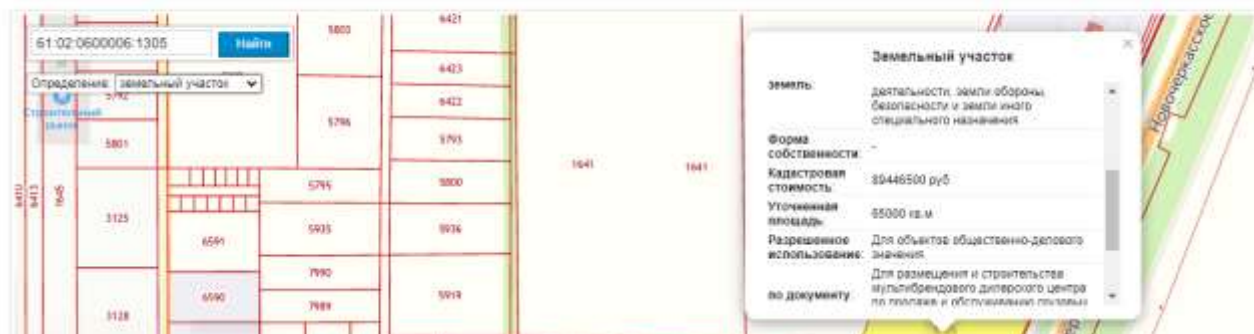 61:02:0600006:1305
Найти
Определение: земельный участок
Строительный
рынок
5792
5801
3125
3128
6410
6413
1645
6591
6590
5803
5796
5795
5935
7990
7989
6421
6423
6422
5793
5800
5936
5919
1641
1641
Новочеркасское
Земельный участок
земель:
деятельности, земли обороны,
безопасности и земли иного
специального назначения
Форма
собственности:
-
Кадастровая
стоимость:
89446500 руб
Уточненная
площадь:
65000 кв.м
Разрешенное
использование:
Для объектов общественно-делового
значения
по документу
Для размещения и строительства
мультибрендового дилерского центра
по продаже и обслуживанию грузовых